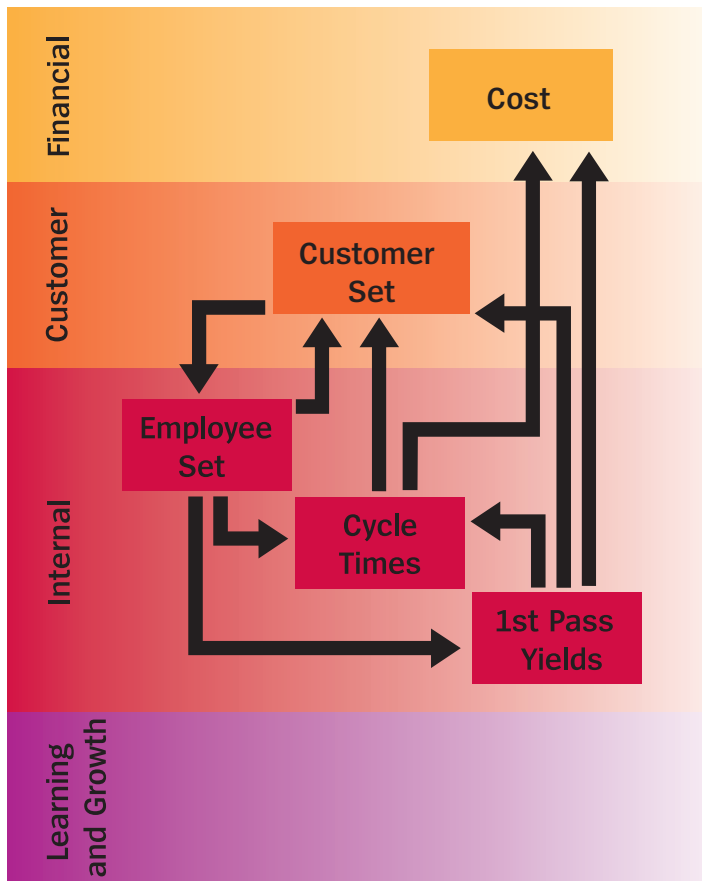 Financial
Cost
Customer
Customer
Set
Internal
Employee
Set
Cycle
Times
1st Pass
Yields
Learning
and Growth